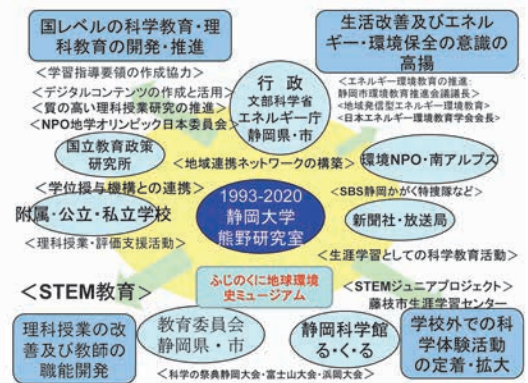 国レベルの科学教育・理
科教育の開発・推進
生活改善及びエネル
ギー・環境保全の意識の
高揚
＜学習指導要領の作成協力＞
＜デジタルコンテンツの作成と活用＞
＜質の高い理科授業研究の推進＞
＜NPO地学オリンピック日本委員会＞
行 政
文部科学省
エネルギー庁
静岡県・市
＜エネルギー環境教育の推進:
静岡市環境教育推進会議議長＞
＜地域発信型エネルギー環境教育＞
＜日本エネルギー環境教育学会会長＞
国立教育政策
研究所
＜地域連携ネットワークの構築＞
環境NPO・南アルプス
＜学位授与機構との連携＞
附属・公立・私立学校
＜理科授業・評価支援活動＞
1993-2020
静岡大学
熊野研究室
＜SBS静岡かがく特捜隊など＞
新聞社・放送局
＜生涯学習としての科学教育活動＞
ふじのくに地球環境
史ミュージアム
＜STEM教育＞
＜STEMジュニアプロジェクト＞
藤枝市生涯学習センター
理科授業の改
善及び教師の
職能開発
教育委員会
静岡県・市
静岡科学館
る・く・る
学校外での科
学体験活動の
定着・拡大
＜科学の祭典静岡大会・富士山大会・浜岡大会＞